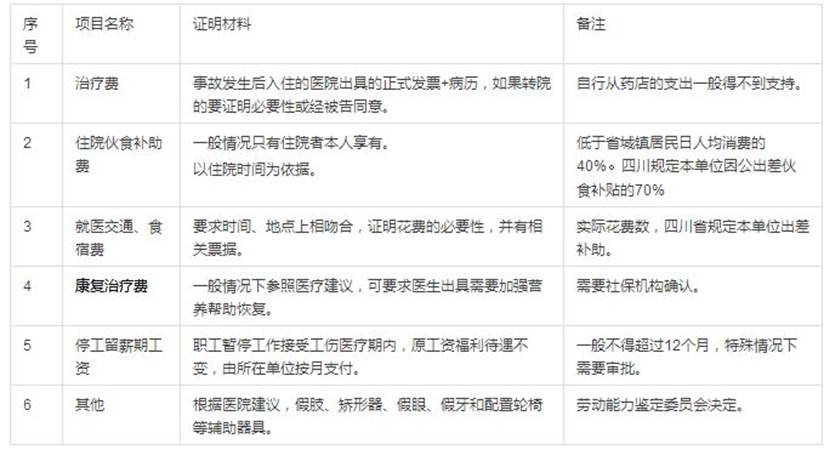 序号 项目名称 证明材料 备注
1 治疗费 事故发生后入住的医院出具的正式发票+病历，如果转院 自行从药店的支出一般得不到支持。
的要证明必要性或经被告同意。
2 住院伙食补助 一般情况只有住院者本人享有。 低于省城镇居民日人均消费的
费 以住院时间为依据。 40%。四川规定本单位因公出差伙
食补贴的70%
3 就医交通、食 要求时间、地点上相吻合，证明花费的必要性，并有相 实际花费数，四川省规定本单位出差
宿费 关票据。 补助。
4 康复治疗费 一般情况下参照医疗建议，可要求医生出具需要加强营 需要社保机构确认。
养帮助恢复。
5 停工留薪期工 职工暂停工作接受工伤医疗期内，原工资福利待遇不 一般不得超过12个月，特殊情况下
资 变，由所在单位按月支付。 需要审批。
6 其他 根据医院建议，假肢、矫形器、假眼、假牙和配置轮椅 劳动能力鉴定委员会决定。
等辅助器具。